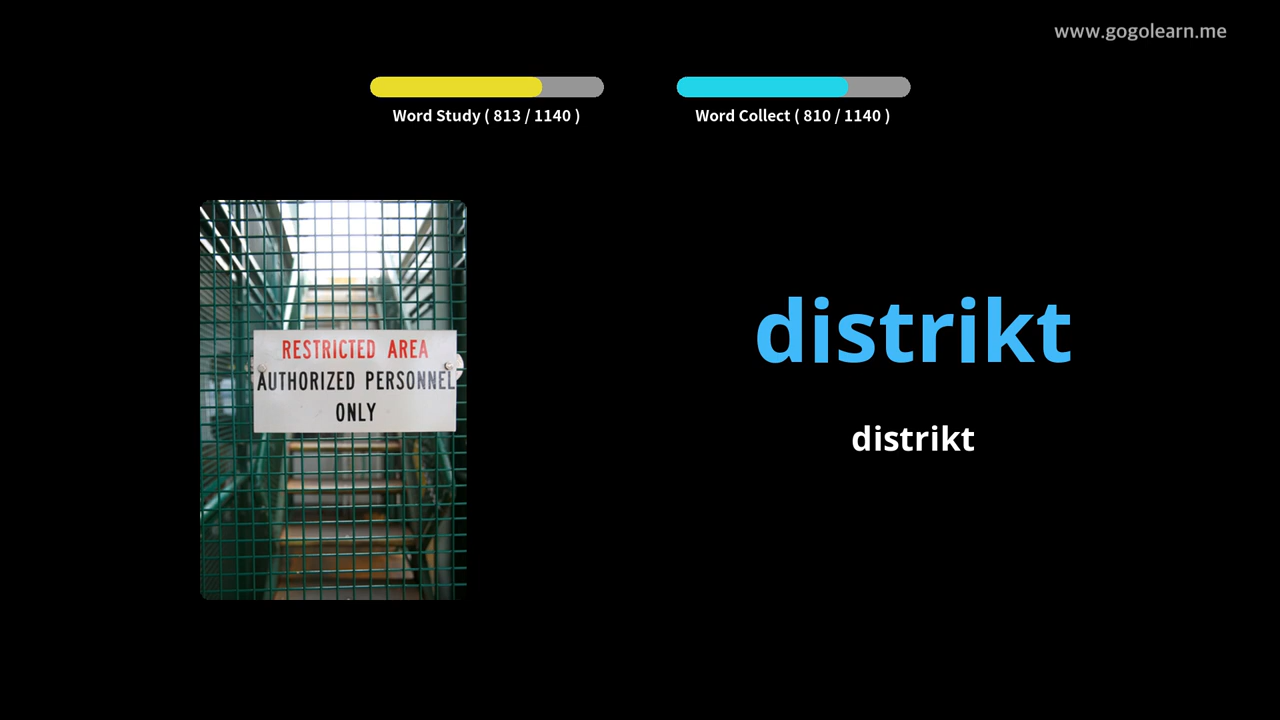 www.gogolearn.me
Word Study ( 813 / 1140 )
Word Collect ( 810 / 1140 )
RESTRICTED AREA
AUTHORIZED PERSONNEL
ONLY
distrikt
distrikt